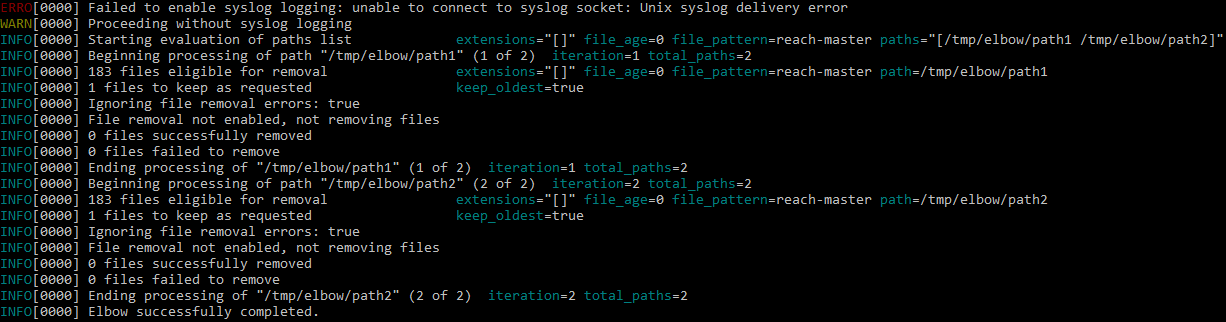 ERRO[0000] Failed to enable syslog logging: unable to connect to syslog socket: Unix syslog delivery error
WARN[0000] Proceeding without syslog logging
INFO[0000] Starting evaluation of paths list             extensions="[]" file_age=0 file_pattern=reach-master paths="[/tmp/elbow/path1 /tmp/elbow/path2]"
INFO[0000] Beginning processing of path "/tmp/elbow/path1" (1 of 2)  iteration=1 total_paths=2
INFO[0000] 183 files eligible for removal                extensions="[]" file_age=0 file_pattern=reach-master path=/tmp/elbow/path1
INFO[0000] 1 files to keep as requested                  keep_oldest=true
INFO[0000] Ignoring file removal errors: true
INFO[0000] File removal not enabled, not removing files
INFO[0000] 0 files successfully removed
INFO[0000] 0 files failed to remove
INFO[0000] Ending processing of "/tmp/elbow/path1" (1 of 2)  iteration=1 total_paths=2
INFO[0000] Beginning processing of path "/tmp/elbow/path2" (2 of 2)  iteration=2 total_paths=2
INFO[0000] 183 files eligible for removal                extensions="[]" file_age=0 file_pattern=reach-master path=/tmp/elbow/path2
INFO[0000] 1 files to keep as requested                  keep_oldest=true
INFO[0000] Ignoring file removal errors: true
INFO[0000] File removal not enabled, not removing files
INFO[0000] 0 files successfully removed
INFO[0000] 0 files failed to remove
INFO[0000] Ending processing of "/tmp/elbow/path2" (2 of 2)  iteration=2 total_paths=2
INFO[0000] Elbow successfully completed.